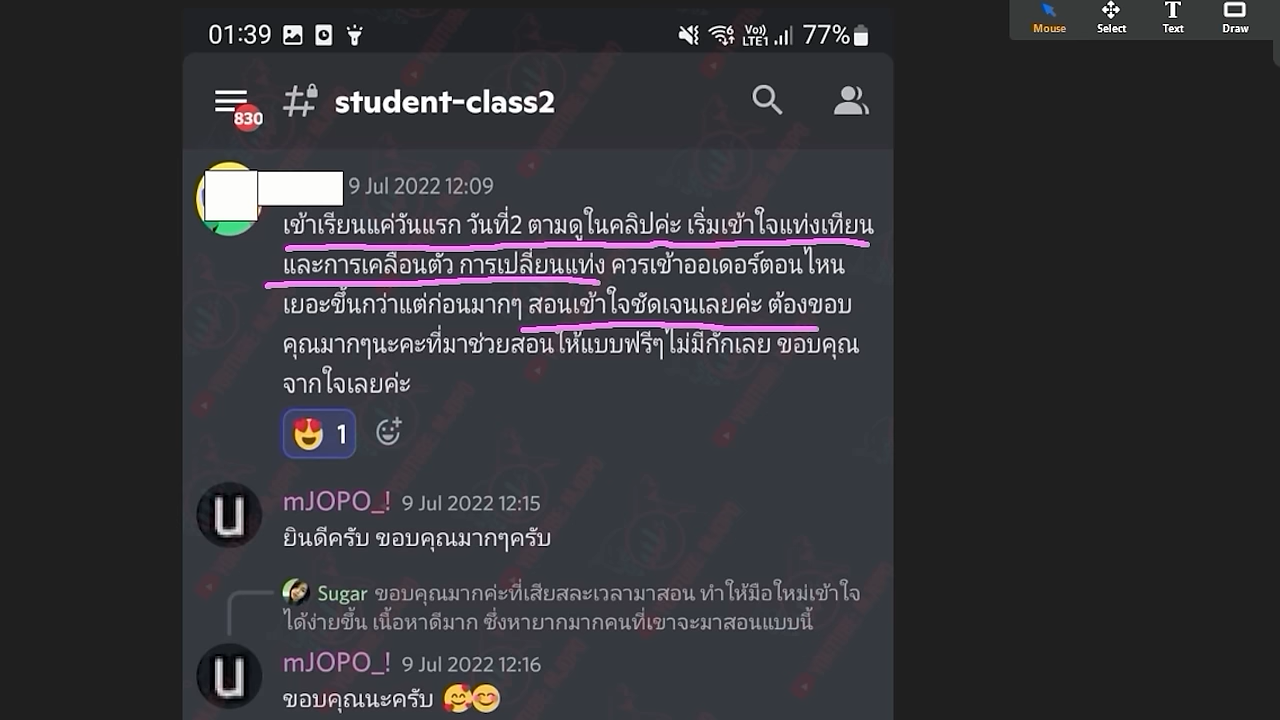 01:39
Vo))
LTE1
77%
Mouse
Select
Text
Draw
830
student-class2
9 Jul 2022 12:09
เข้าเรียนแค่วันแรก วันที่2 ตามดูในคลิปค่ะ เริ่มเข้าใจแท่งเทียน
และการเคลื่อนตัว การเปลี่ยนแท่ง ควรเข้าออเดอร์ตอนไหน
เยอะขึ้นกว่าแต่ก่อนมากๆ สอนเข้าใจชัดเจนเลยค่ะ ต้องขอบ
คุณมากๆนะคะที่มาช่วยสอนให้แบบฟรีๆ ไม่มีกั๊กเลย ขอบคุณ
จากใจเลยค่ะ
1
U
mJOPO_! 9 Jul 2022 12:15
ยินดีครับ ขอบคุณมากๆครับ
Sugar ขอบคุณมากค่ะที่เสียสละเวลามาสอน ทำให้มือใหม่เข้าใจ
ได้ง่ายขึ้น เนื้อหาดีมาก ซึ่งหายากมากคนที่เขาจะมาสอนแบบนี้
U
mJOPO_! 9 Jul 2022 12:16
ขอบคุณนะครับ